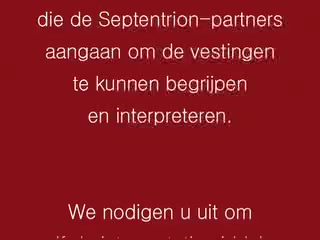 die de Septentrion-partners
aangaan om de vestingen
te kunnen begrijpen
en interpreteren.
We nodigen u uit om